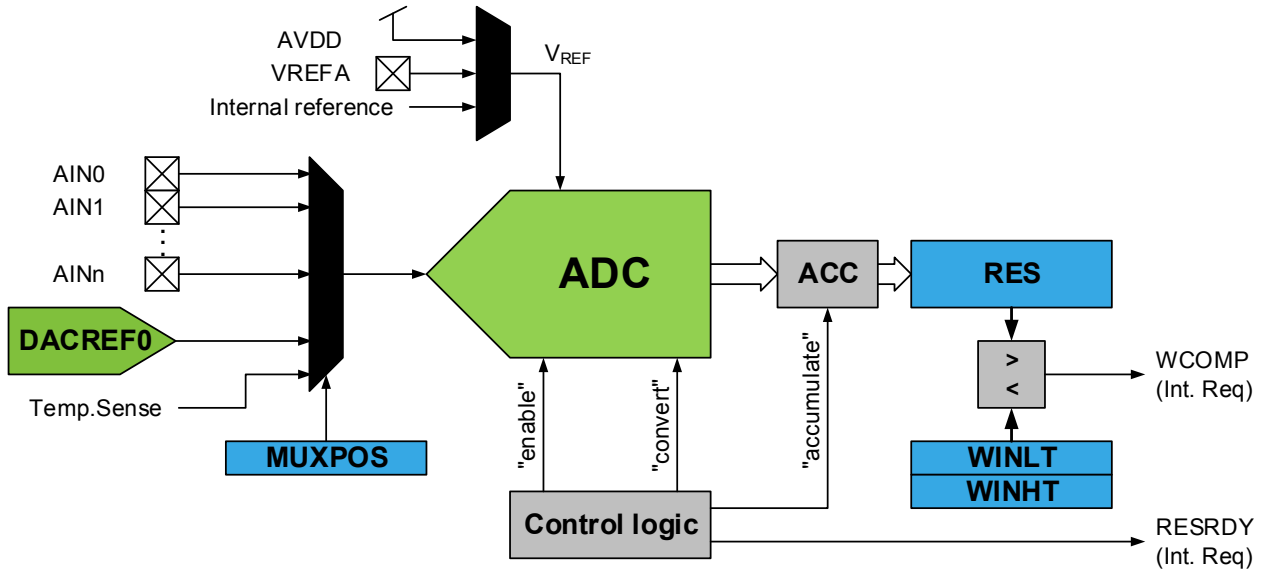 AVDD
VREFA
Internal reference
VREF
AIN0
AIN1
AINn
DACREF0
Temp.Sense
MUXPOS
ADC
ACC
RES
>
<
WCOMP
(Int. Req)
WINLT
WINHT
"enable"
"convert"
"accumulate"
Control logic
RESRDY
(Int. Req)